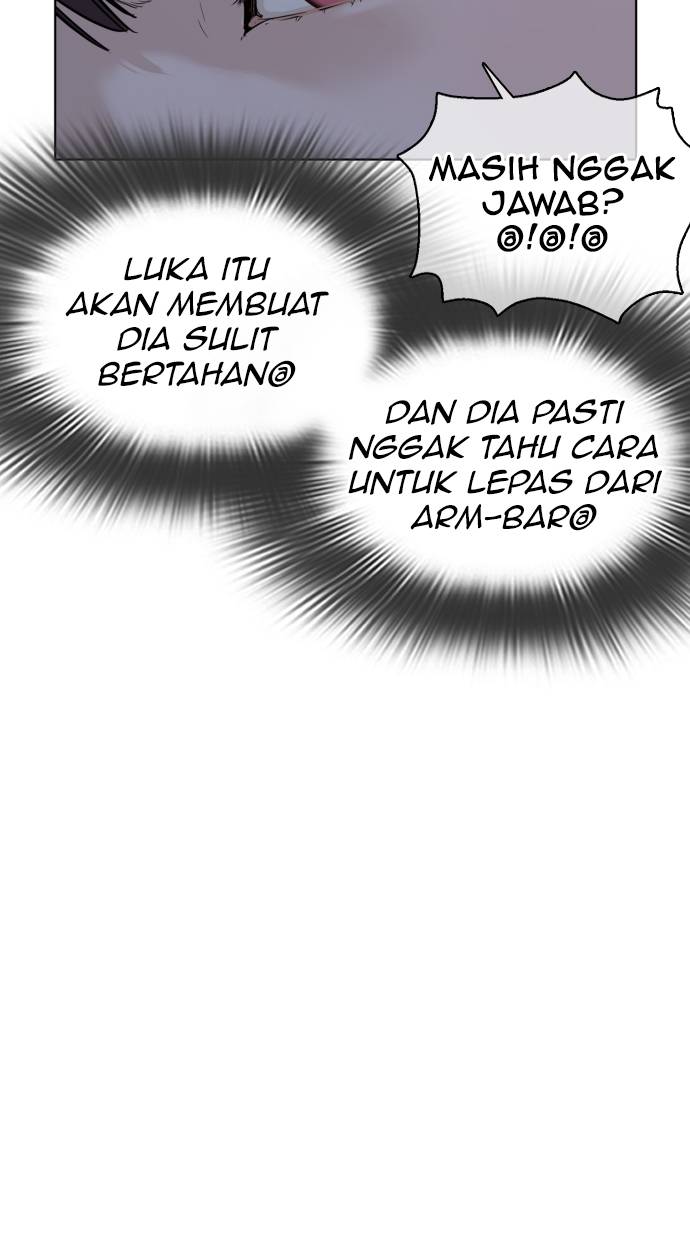 MASIH NGGAK
JAWAB?
@!@!@
LUKA ITU
AKAN MEMBUAT
DIA SULIT
BERTAHAN@
DAN DIA PASTI
NGGAK TAHU CARA
UNTUK LEPAS DARI
ARM-BAR@